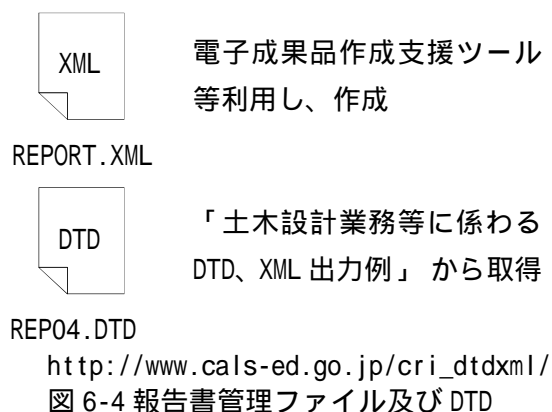 XML
電子成果品作成支援ツール
等利用し、作成
REPORT.XML
DTD
「土木設計業務等に係わる
DTD、XML 出力例」 から取得
REP04.DTD
http://www.cals-ed.go.jp/cri_dtdxml/
図 6-4 報告書管理ファイル及び DTD